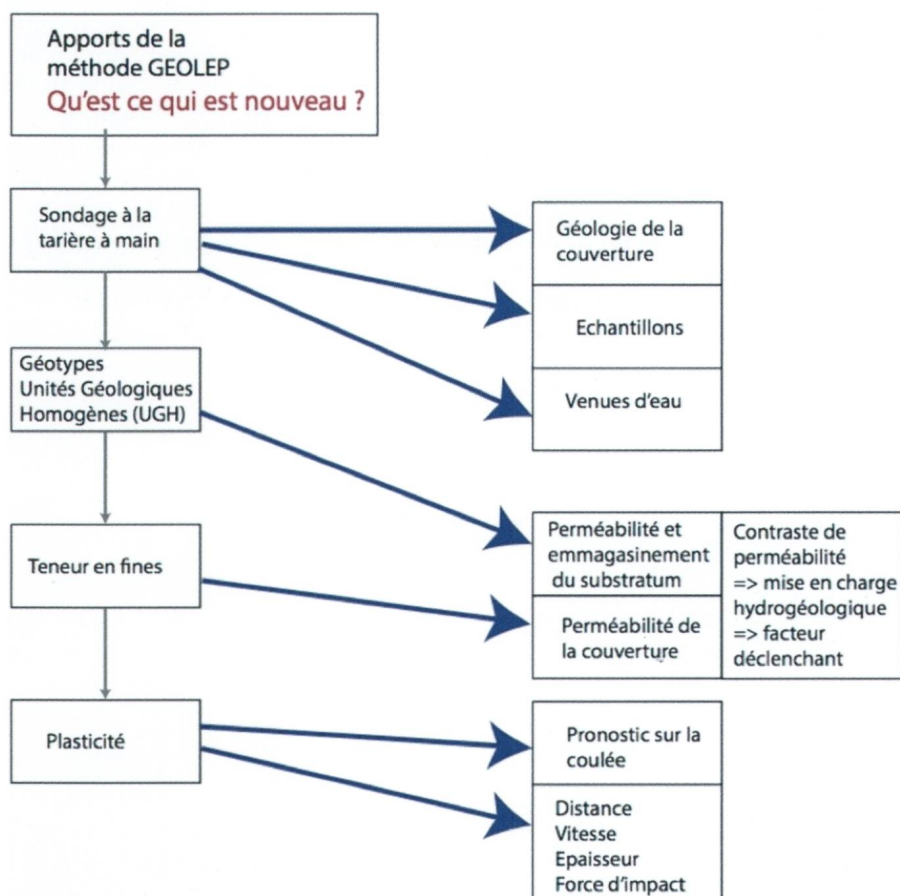 Apports de la
méthode GEOLEP
Qu'est ce qui est nouveau ?
Sondage à la
tarière à main
Géologie de la
couverture
Echantillons
Venues d'eau
Géotypes
Unités Géologiques
Homogènes (UGH)
Perméabilité et
emmagasinement
du substratum
Contraste de
perméabilité
=> mise en charge
hydrogéologique
=> facteur
déclenchant
Teneur en fines
Perméabilité de
la couverture
Plasticité
Pronostic sur la
coulée
Distance
Vitesse
Epaisseur
Force d'impact